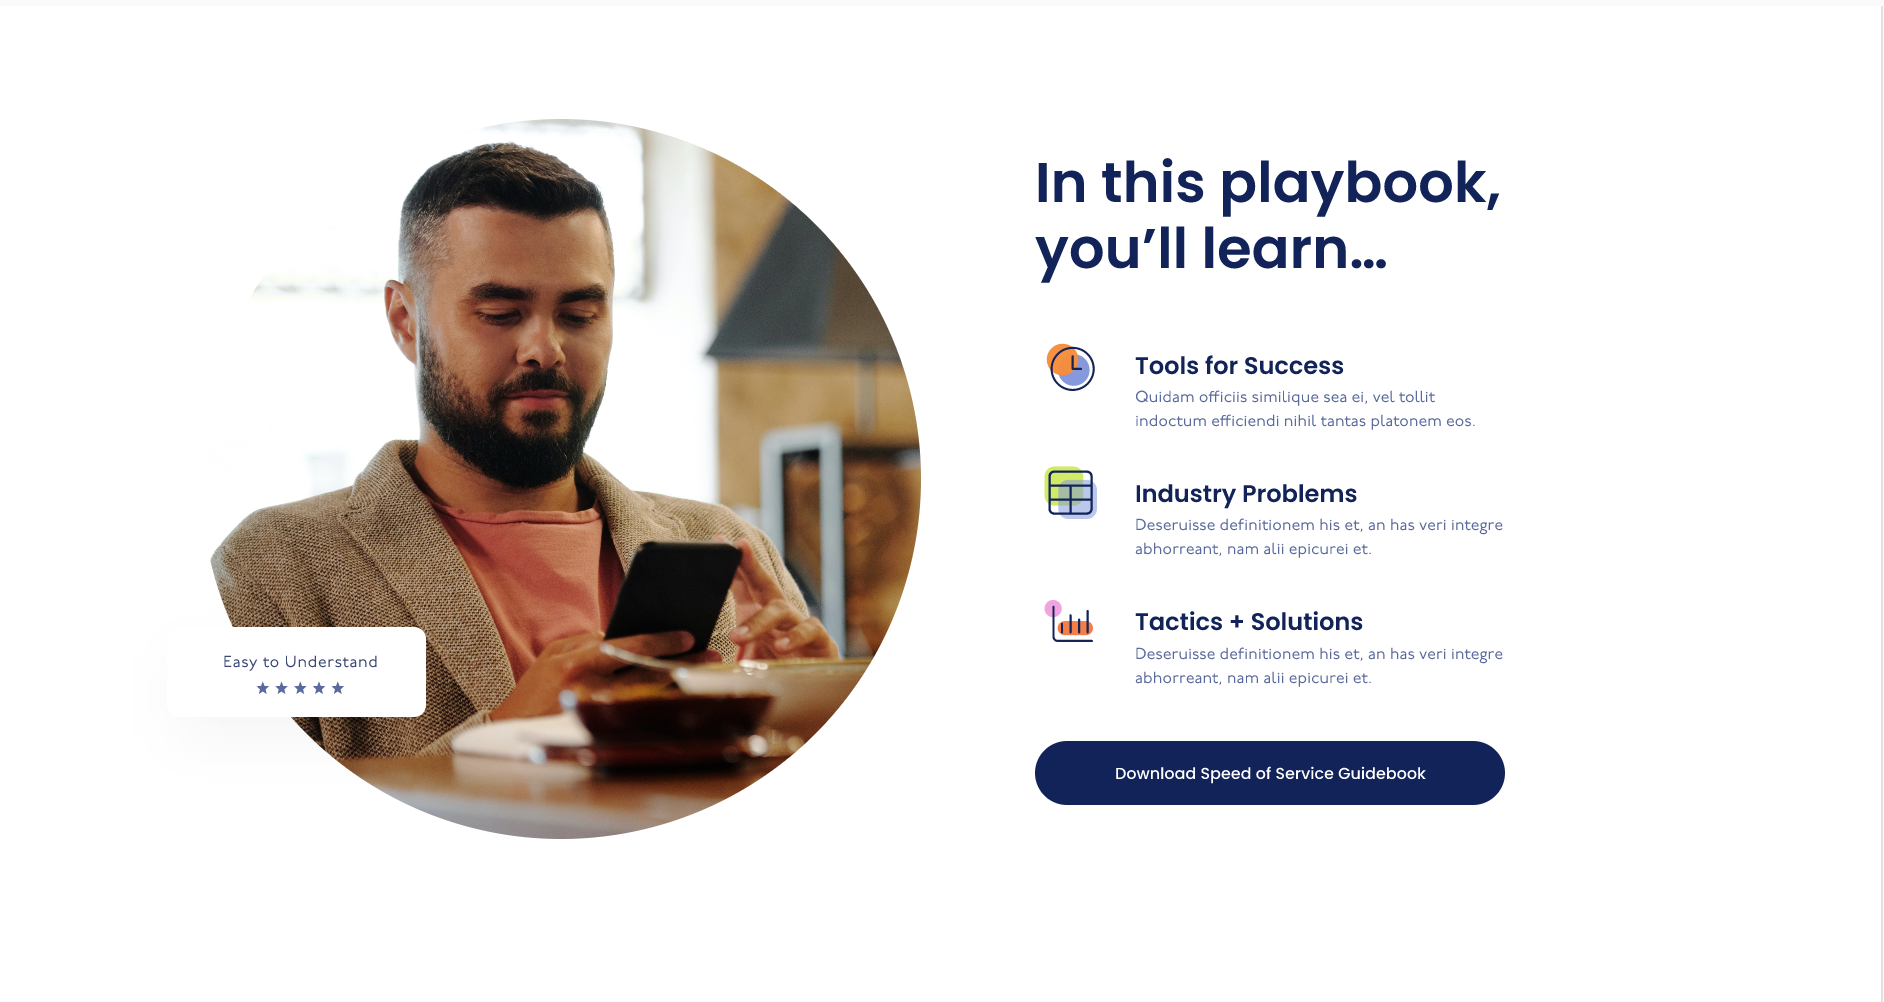 In this playbook,
you’ll learn…
Tools for Success
Quidam officiis similique sea ei, vel tollit
indoctum efficiendi nihil tantas platonem eos.
Industry Problems
Deseruisse definitionem his et, an has veri integre
abhorreant, nam alii epicurei et.
Tactics + Solutions
Deseruisse definitionem his et, an has veri integre
abhorreant, nam alii epicurei et.
Download Speed of Service Guidebook
Easy to Understand